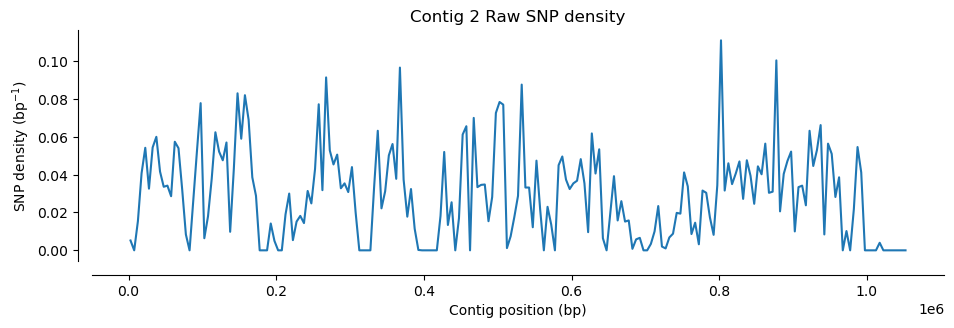 Contig 2 Raw SNP density
SNP density (bp⁻¹)
0.10
0.08
0.06
0.04
0.02
0.00
0.0 0.2 0.4 0.6 0.8 1.0
1e6
Contig position (bp)